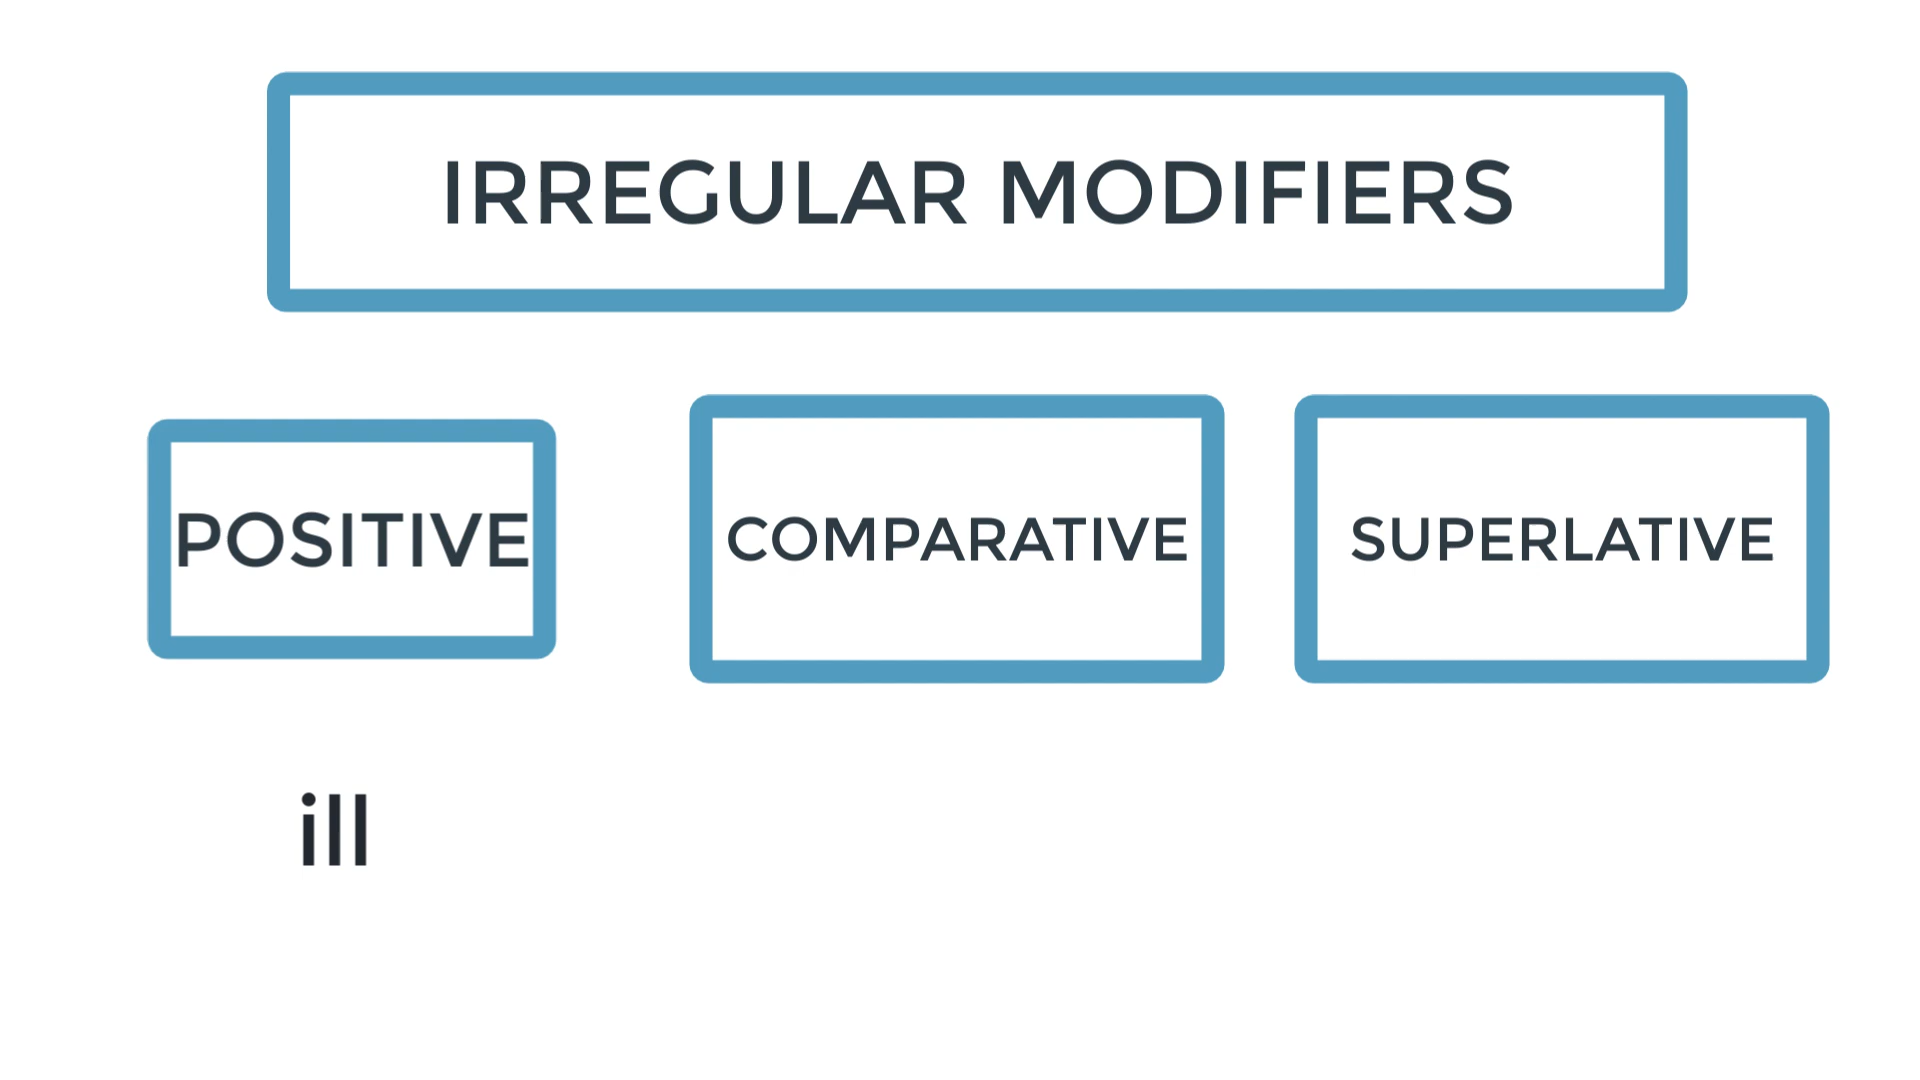 IRREGULAR MODIFIERS
POSITIVE
COMPARATIVE
SUPERLATIVE
ill